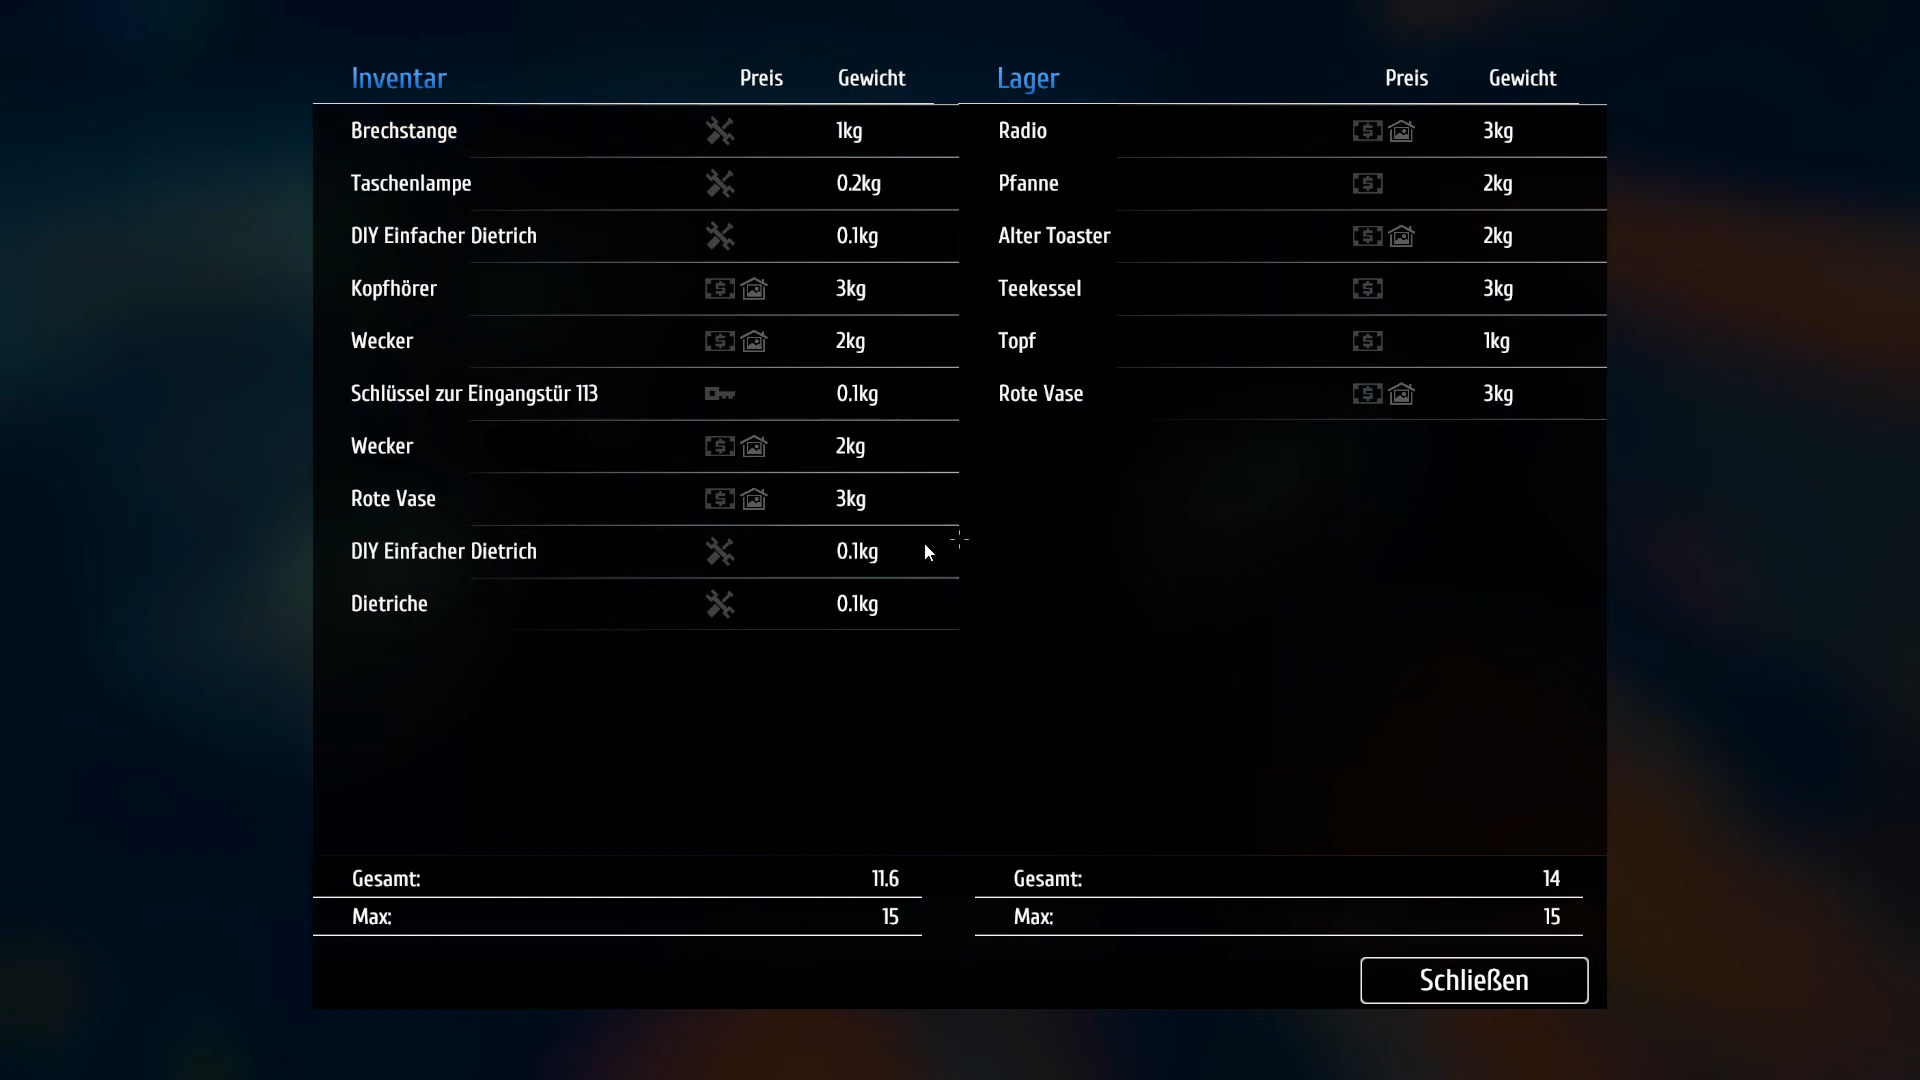 Inventar Preis Gewicht
Brechstange 1kg
Taschenlampe 0.2kg
DIY Einfacher Dietrich 0.1kg
Kopfhörer 3kg
Wecker 2kg
Schlüssel zur Eingangstür 113 0.1kg
Wecker 2kg
Rote Vase 3kg
DIY Einfacher Dietrich 0.1kg
Dietriche 0.1kg
Gesamt: 11.6
Max: 15
Lager Preis Gewicht
Radio 3kg
Pfanne 2kg
Alter Toaster 2kg
Teekessel 3kg
Topf 1kg
Rote Vase 3kg
Gesamt: 14
Max: 15
Schließen